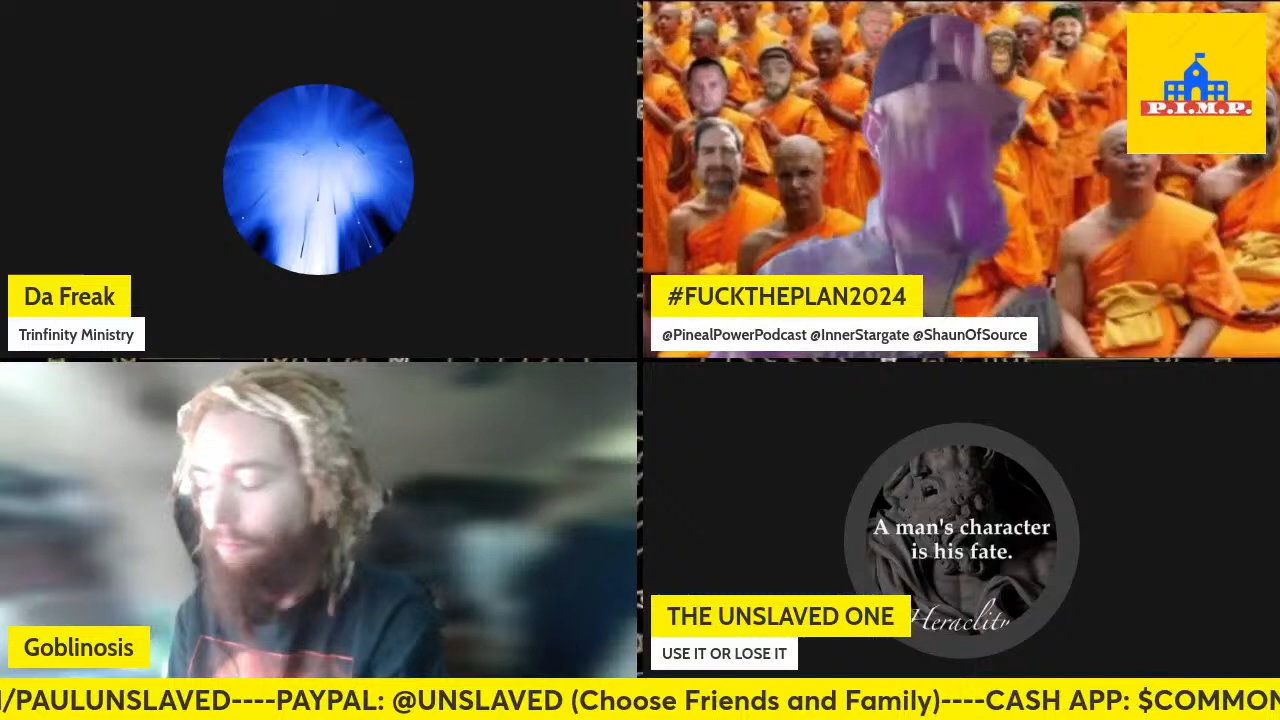 P.I.M.P.
Da Freak
Trinfinity Ministry
#FUCKTHEPLAN2024
@PinealPowerPodcast @InnerStargate @ShaunOfSource
A man's character
is his fate.
Goblinosis
THE UNSLAVED ONE
USE IT OR LOSE IT
/PAULUNSLAVED----PAYPAL: @UNSLAVED (Choose Friends and Family)----CASH APP: $COMMON